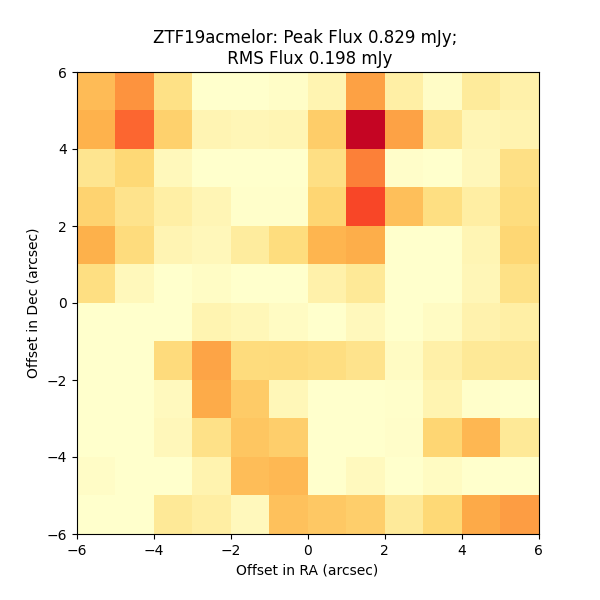 ZTF19acmelor: Peak Flux 0.829 mJy;
RMS Flux 0.198 mJy
6
4
2
0
−2
−4
−6
Offset in Dec (arcsec)
−6 −4 −2 0 2 4 6
Offset in RA (arcsec)